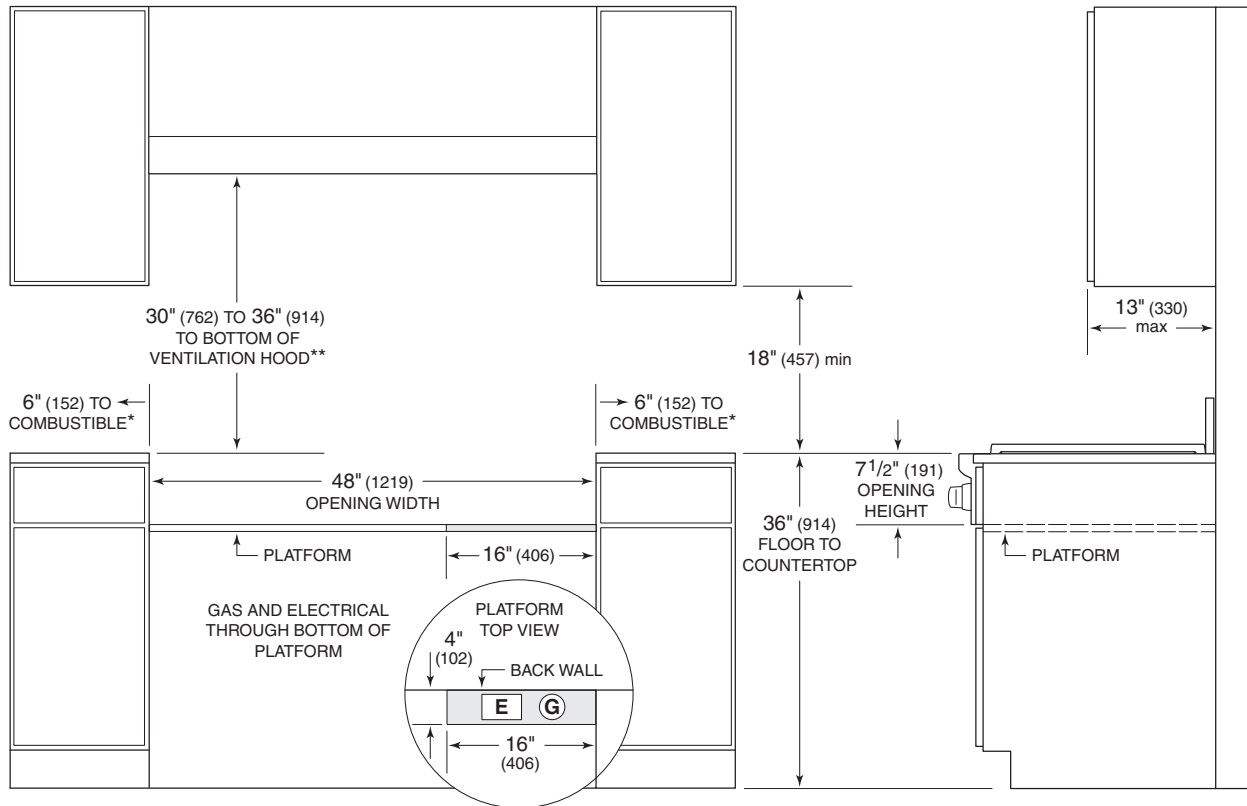 30" (762) TO 36" (914)
TO BOTTOM OF
VENTILATION HOOD**
13" (330)
max
18" (457) min
6" (152) TO
COMBUSTIBLE*
6" (152) TO
COMBUSTIBLE*
48" (1219)
OPENING WIDTH
7 1/2" (191)
OPENING
HEIGHT
36" (914)
FLOOR TO
COUNTERTOP
PLATFORM
16" (406)
PLATFORM
GAS AND ELECTRICAL
THROUGH BOTTOM OF
PLATFORM
PLATFORM
TOP VIEW
4"
(102)
BACK WALL
E G
16"
(406)